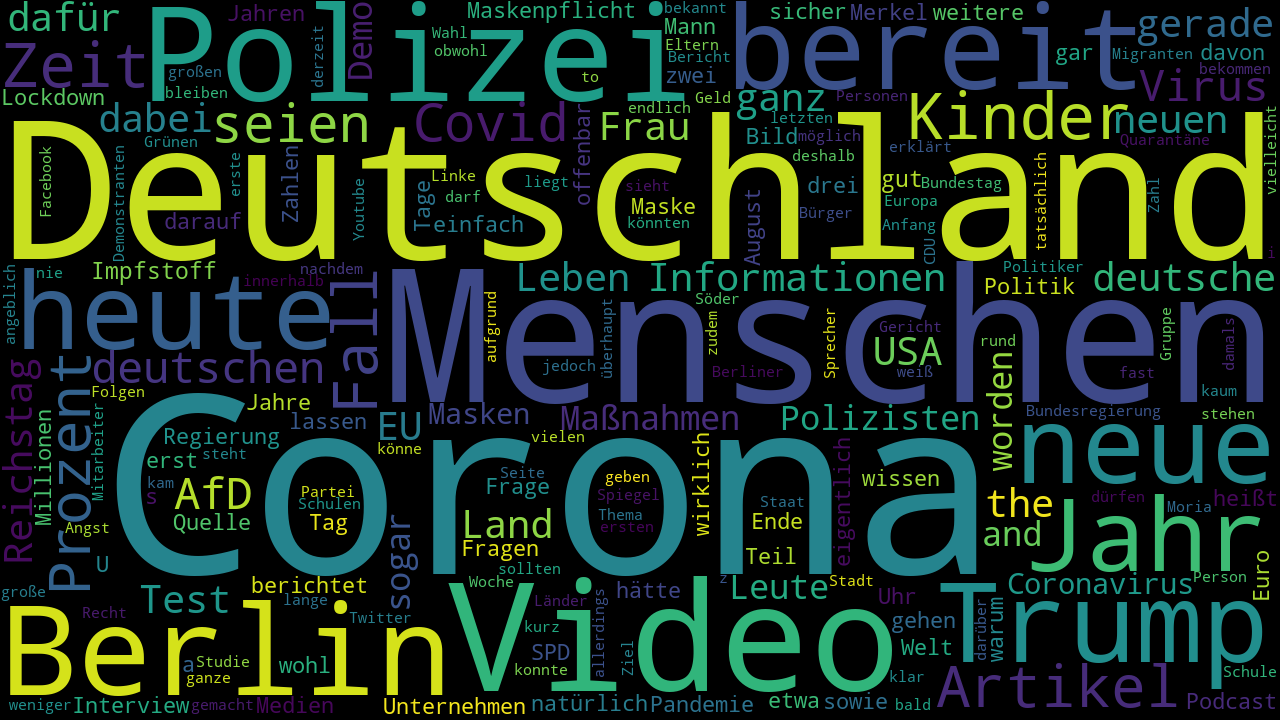 dafür
Polizei
Jahren
Demo
Maskenpflicht
bekannt
sicher
Merkel
weitere
gerade
Zeit
großen
bleiben
derzeit
Wahl
obwohl
Mann
Eltern
Bericht
bereit
gar
Migranten
davon
bekommen
Lockdown
to
zwei
Virus
dabei
seien
Covid
offenbar
endlich
Geld
ganz
Personen
letzten
Kinder
neuen
Grünen
Frau
Bild
möglich
erklärt
Quarantäne
vielleicht
Deutschland
Facebook
Demonstranten
erste
Zahlen
Youtube
Linke
liegt
sieht
deshalb
gut
Bundestag
tatsächlich
Zahl
darauf
Tage
darf
einfach
Maske
könnten
August
drei
Bürger
Europa
Anfang
CDU
i
angeblich
nie
Impfstoff
nachdem
innerhalb
Leben
Informationen
Politiker
deutsche
heute
Fall
Menschen
aufgrund
Söder
zudem
Sprecher
Gericht
Politik
Gruppe
damals
USA
rund
weiß
jedoch
überhaupt
Berliner
fast
kaum
Reichstag
Prozent
deutschen
Folgen
Jahre
Millionen
Mitarbeiter
Regierung
lassen
EU
Masken
Maßnahmen
Polizisten
worden
Bundesregierung
stehen
steht
könne
vielen
neue
erst
Corona
kam
s
AfD
Partei
Schulen
Seite
Frage
geben
Spiegel
Thema
ersten
wirklich
Staat
eigentlich
wissen
the
dürfen
heißt
Moria
Angst
Quelle
Tag
Land
Ende
and
Jahr
U
sogar
Fragen
sollten
Teil
Euro
große
Test
berichtet
Woche
Video
z
Leute
Stadt
Coronavirus
Person
lange
Länder
hätte
Uhr
Trump
Berlin
Recht
Twitter
kurz
allerdings
gehen
darüber
warum
a
Studie
ganze
wohl
SPD
konnte
Ziel
Welt
klar
Artikel
Schule
weniger
Interview
gemacht
Medien
Unternehmen
natürlich
Pandemie
etwa
sowie
bald
Podcast